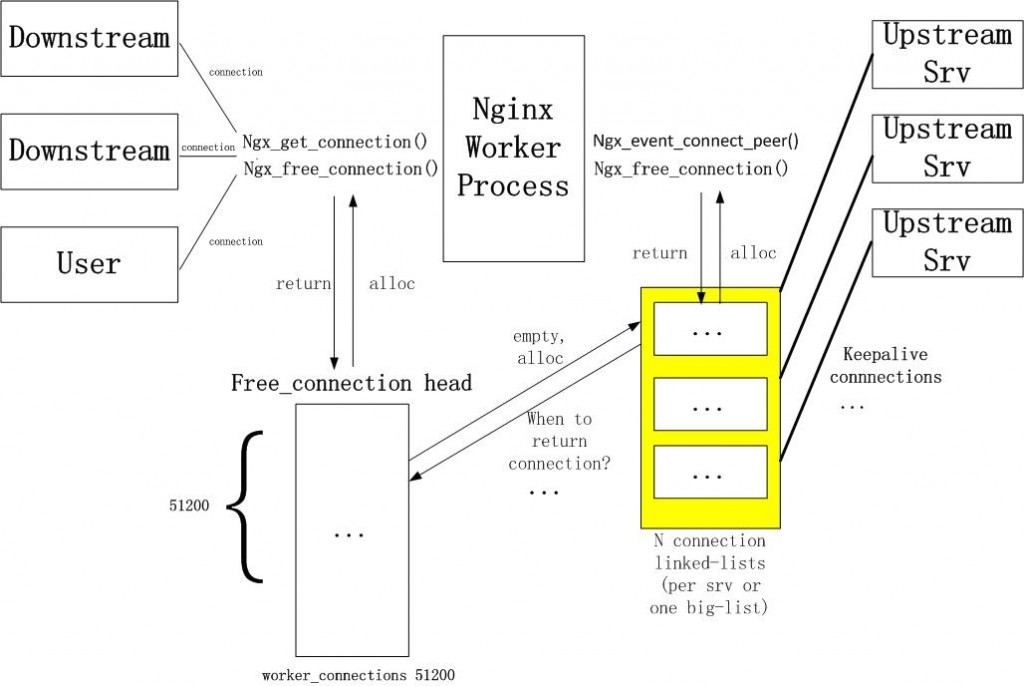 Downstream
connection
Downstream
connection
User
connection
Ngx_get_connection()
Ngx_free_connection()
Nginx
Worker
Process
Ngx_event_connect_peer()
Ngx_free_connection()
Upstream
Srv
Upstream
Srv
Upstream
Srv
return
alloc
return
alloc
empty,
alloc
When to
return
connection?
...
Free_connection head
51200
...
worker_connections 51200
...
...
...
N connection
linked-lists
(per srv or
one big-list)
Keepalive
connnections
...